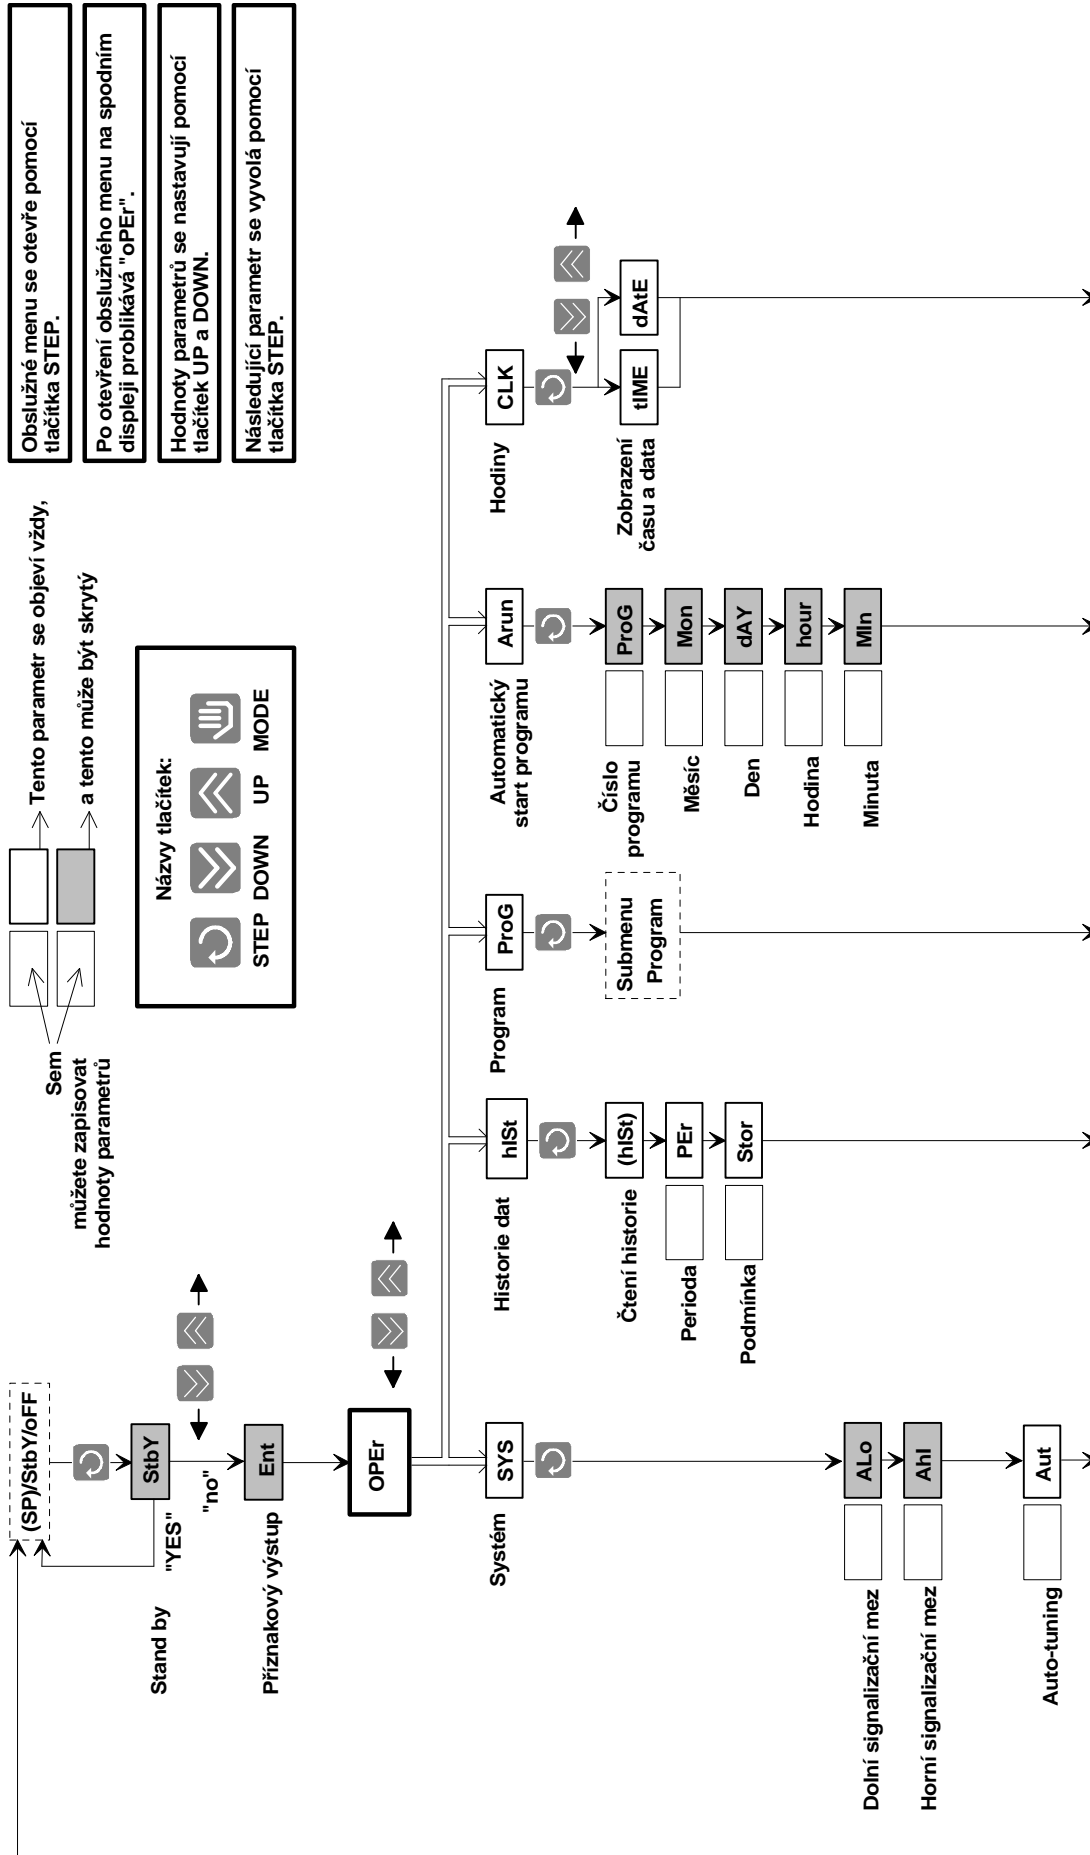 (SP)/StbY/oFF
Stand by
StbY
"YES"
"no"
Příznakový výstup
Ent
OPEr
Sem
můžete zapisovat
hodnoty parametrů
Tento parametr se objeví vždy,
a tento může být skrytý
Názvy tlačítek:
STEP DOWN UP MODE
Obslužné menu se otevře pomocí
tlačítka STEP.
Po otevření obslužného menu na spodním
displeji problikává "oPEr".
Hodnoty parametrů se nastavují pomocí
tlačítek UP a DOWN.
Následující parametr se vyvolá pomocí
tlačítka STEP.
Systém
SYS
Dolní signalizační mez
ALo
Horní signalizační mez
AhI
Auto-tuning
Aut
Historie dat
hISt
Čtení historie
(hISt)
Perioda
PEr
Podmínka
Stor
Program
ProG
Submenu
Program
Automatický
start programu
Arun
Číslo
programu
ProG
Měsíc
Mon
Den
dAY
Hodina
hour
Minuta
MIn
Hodiny
CLK
Zobrazení
času a data
tIME
dAtE